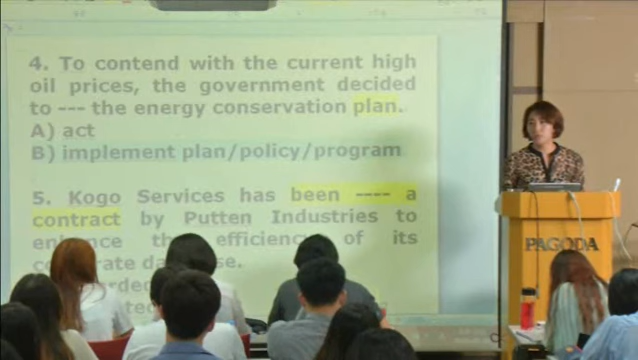 4. To contend with the current high
oil prices, the government decided
to --- the energy conservation plan.
A) act
B) implement plan/policy/program
5. Kogo Services has been ---- a
contract by Putten Industries to
enhance the efficiency of its
PAGODA